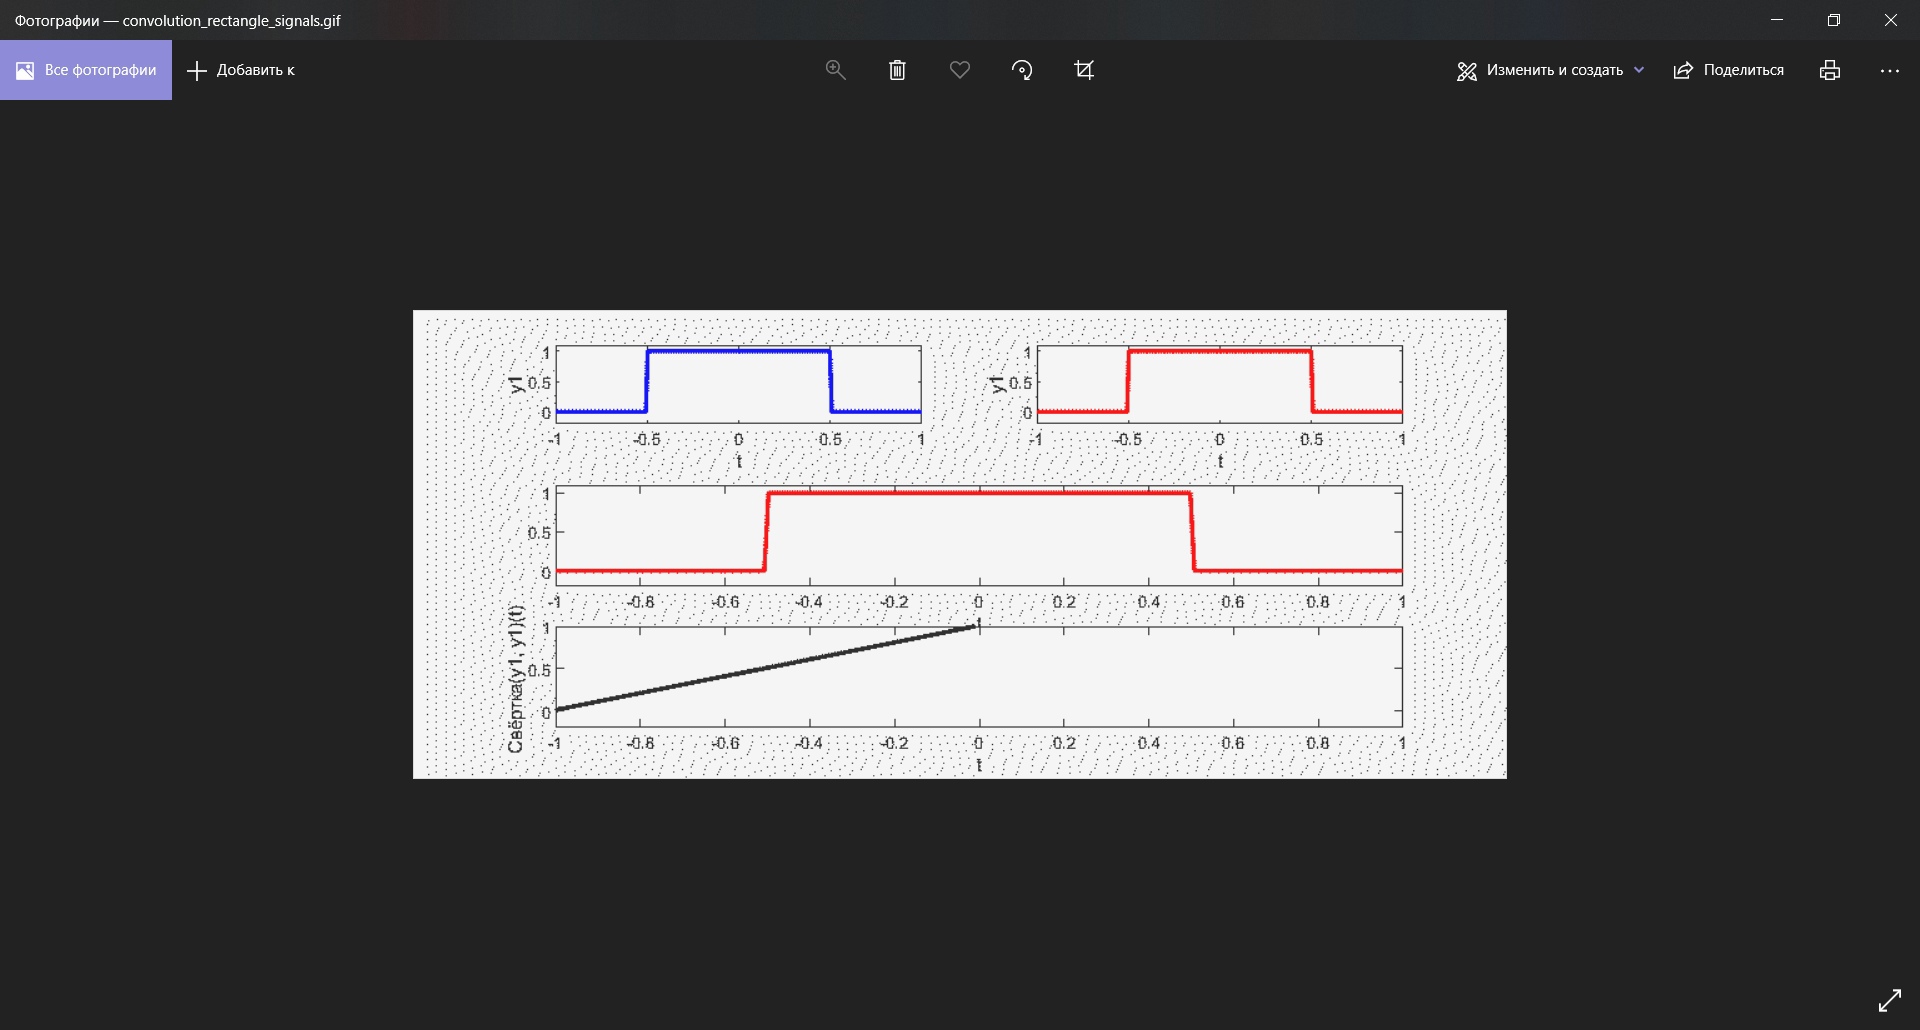 Фотографии — convolution_rectangle_signals.gif
Все фотографии
Добавить к
Изменить и создать
Поделиться
y1
1
0.5
0
-1 -0.5 0 0.5 1
t
y1
1
0.5
0
-1 -0.5 0 0.5 1
t
1
0.5
0
-1 -0.8 -0.6 -0.4 -0.2 0 0.2 0.4 0.6 0.8 1
t
Свёртка(y1, y1)(t)
1
0.5
0
-1 -0.8 -0.6 -0.4 -0.2 0 0.2 0.4 0.6 0.8 1
t